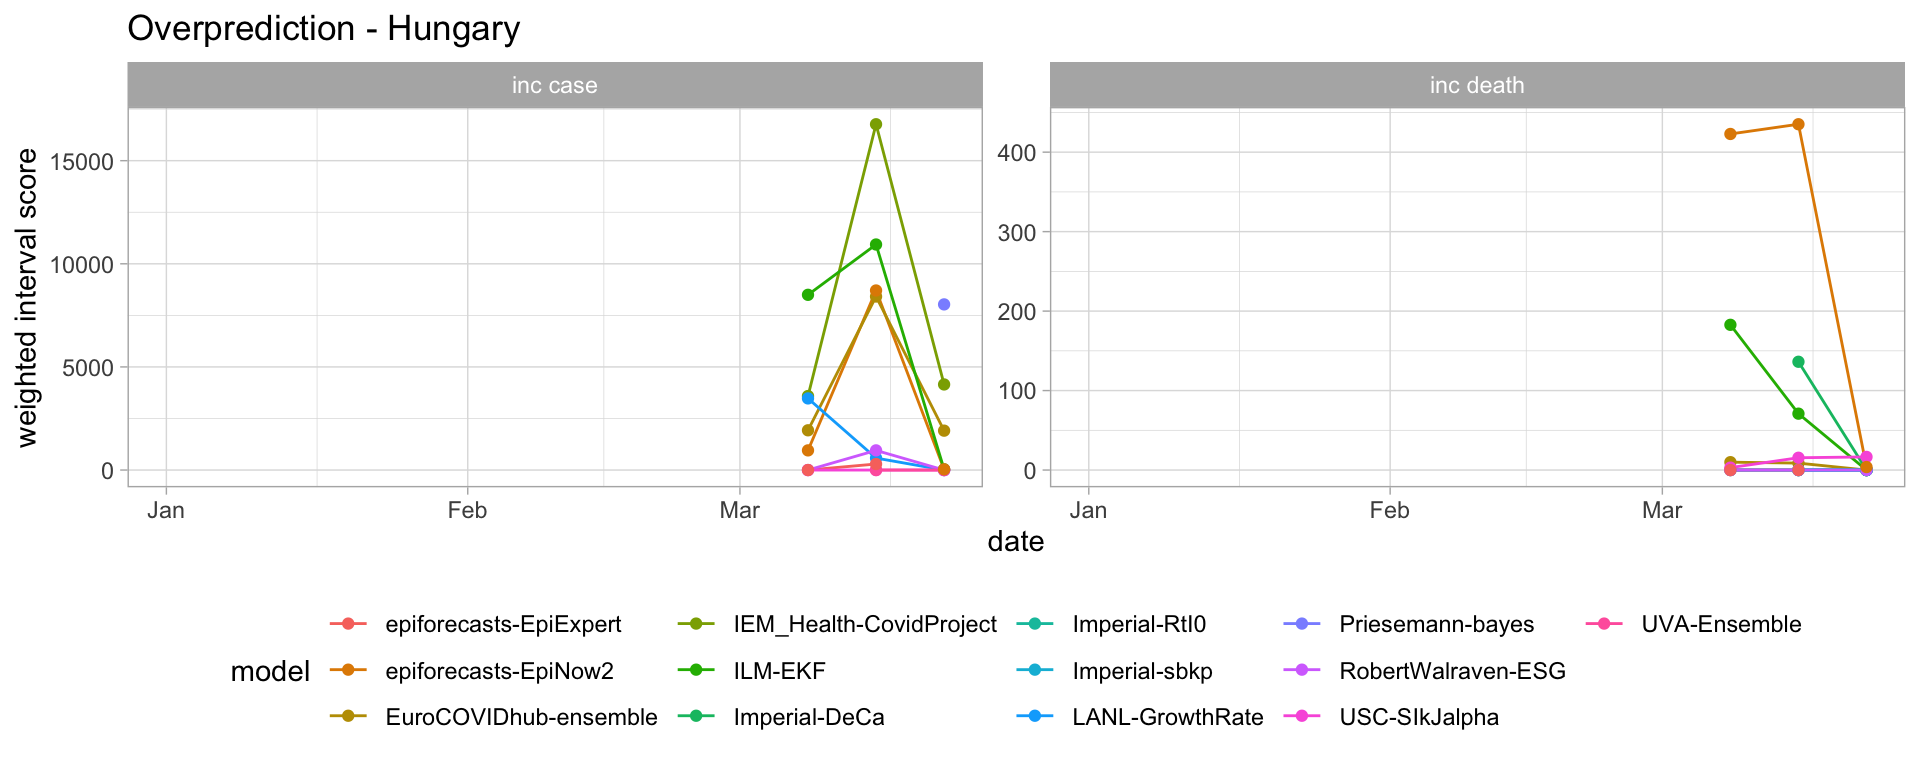 Overprediction - Hungary
inc case
inc death
weighted interval score
15000
10000
5000
0
400
300
200
100
0
Jan
Feb
Mar
Jan
Feb
Mar
date
model
epiforecasts-EpiExpert
epiforecasts-EpiNow2
EuroCOVIDhub-ensemble
IEM_Health-CovidProject
ILM-EKF
Imperial-DeCa
Imperial-RtI0
Imperial-sbkp
LANL-GrowthRate
Priesemann-bayes
RobertWalraven-ESG
USC-SIkJalpha
UVA-Ensemble